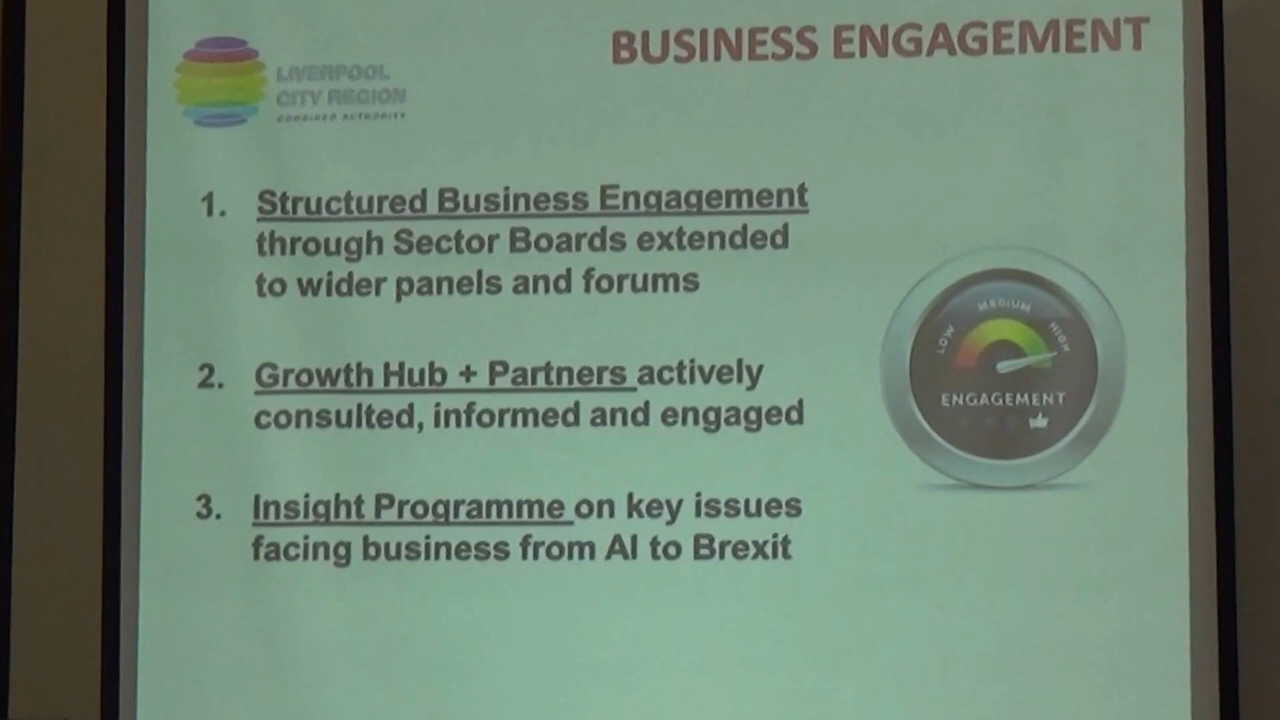 BUSINESS ENGAGEMENT
LIVERPOOL
CITY REGION
COMBINED AUTHORITY
1. Structured Business Engagement
through Sector Boards extended
to wider panels and forums
2. Growth Hub + Partners actively
consulted, informed and engaged
3. Insight Programme on key issues
facing business from AI to Brexit
LOW MEDIUM HIGH
ENGAGEMENT